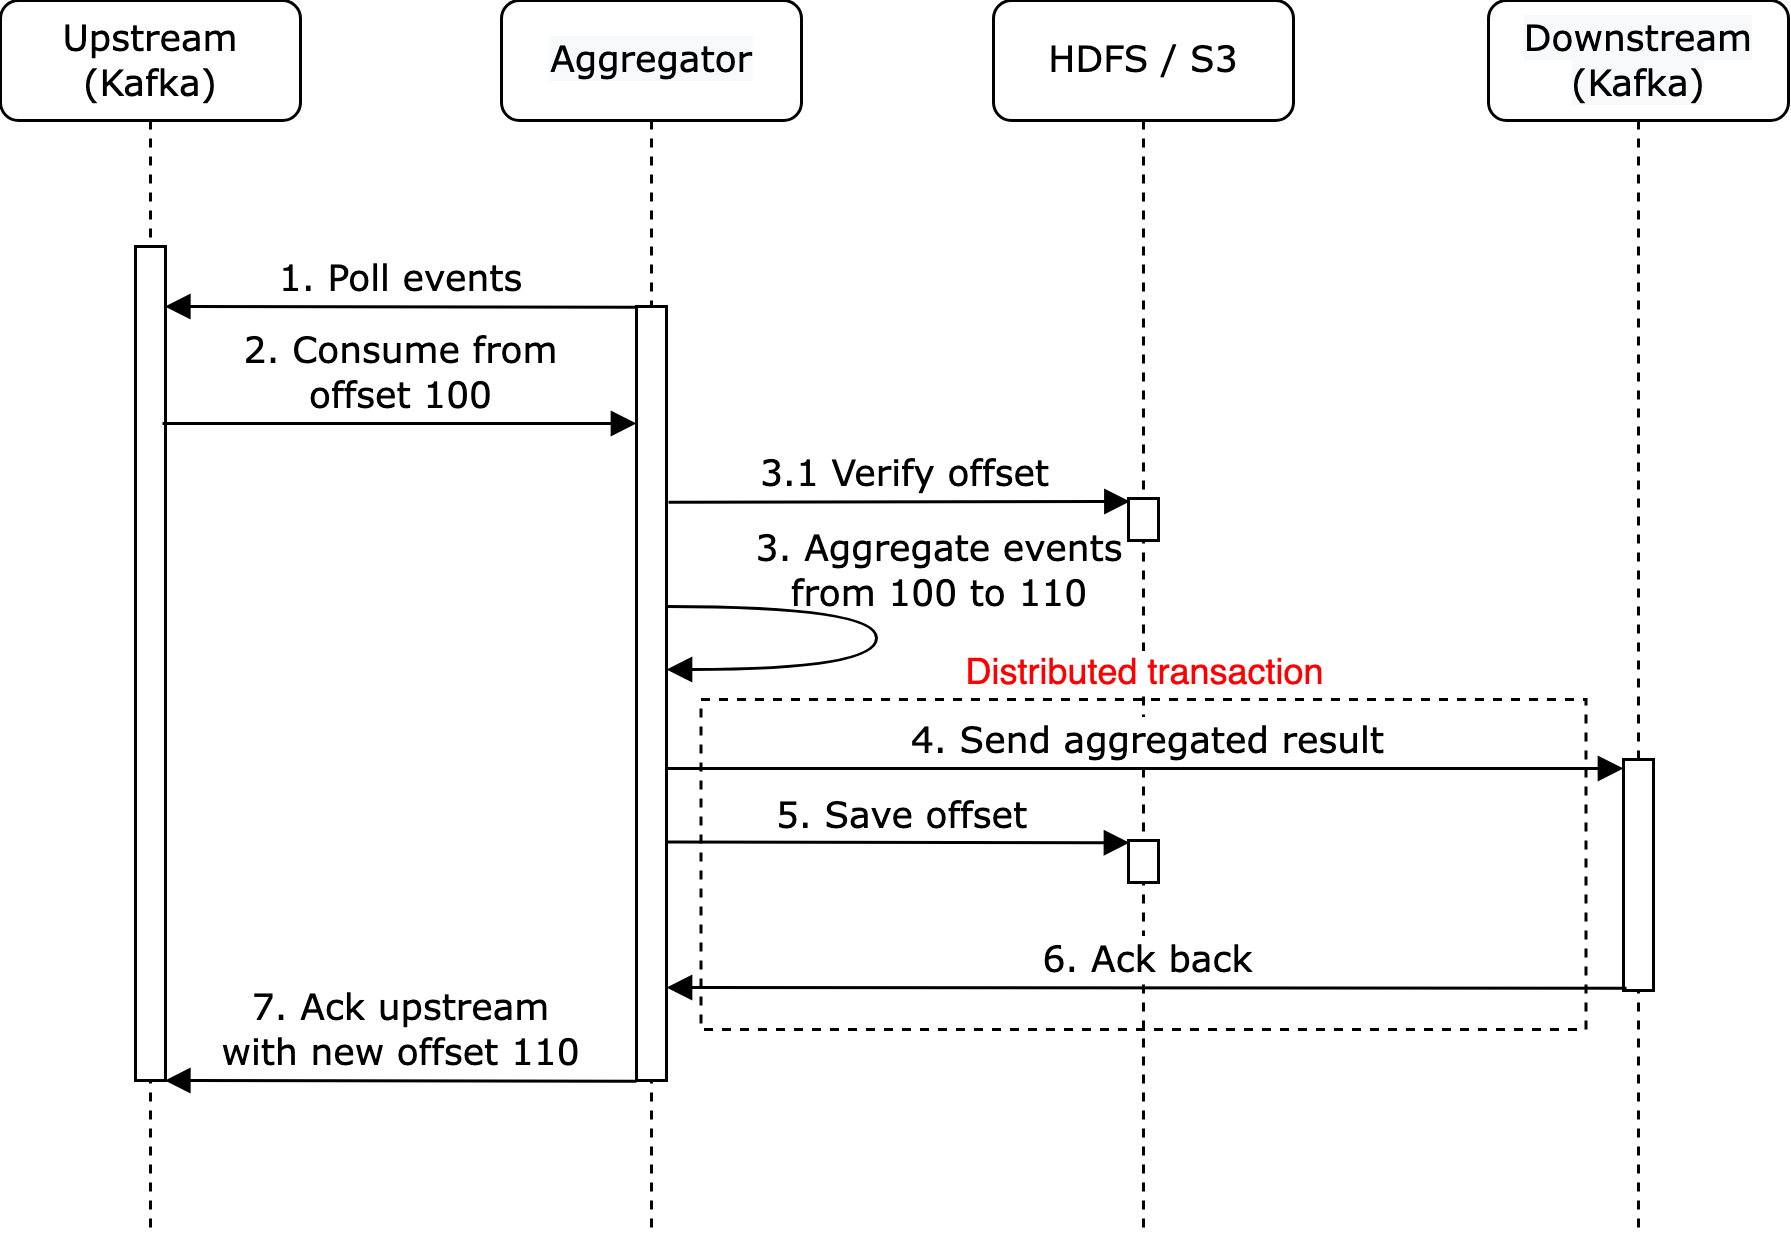 Upstream
(Kafka)
Aggregator
HDFS / S3
Downstream
(Kafka)
1. Poll events
2. Consume from
offset 100
3.1 Verify offset
3. Aggregate events
from 100 to 110
Distributed transaction
4. Send aggregated result
5. Save offset
6. Ack back
7. Ack upstream
with new offset 110